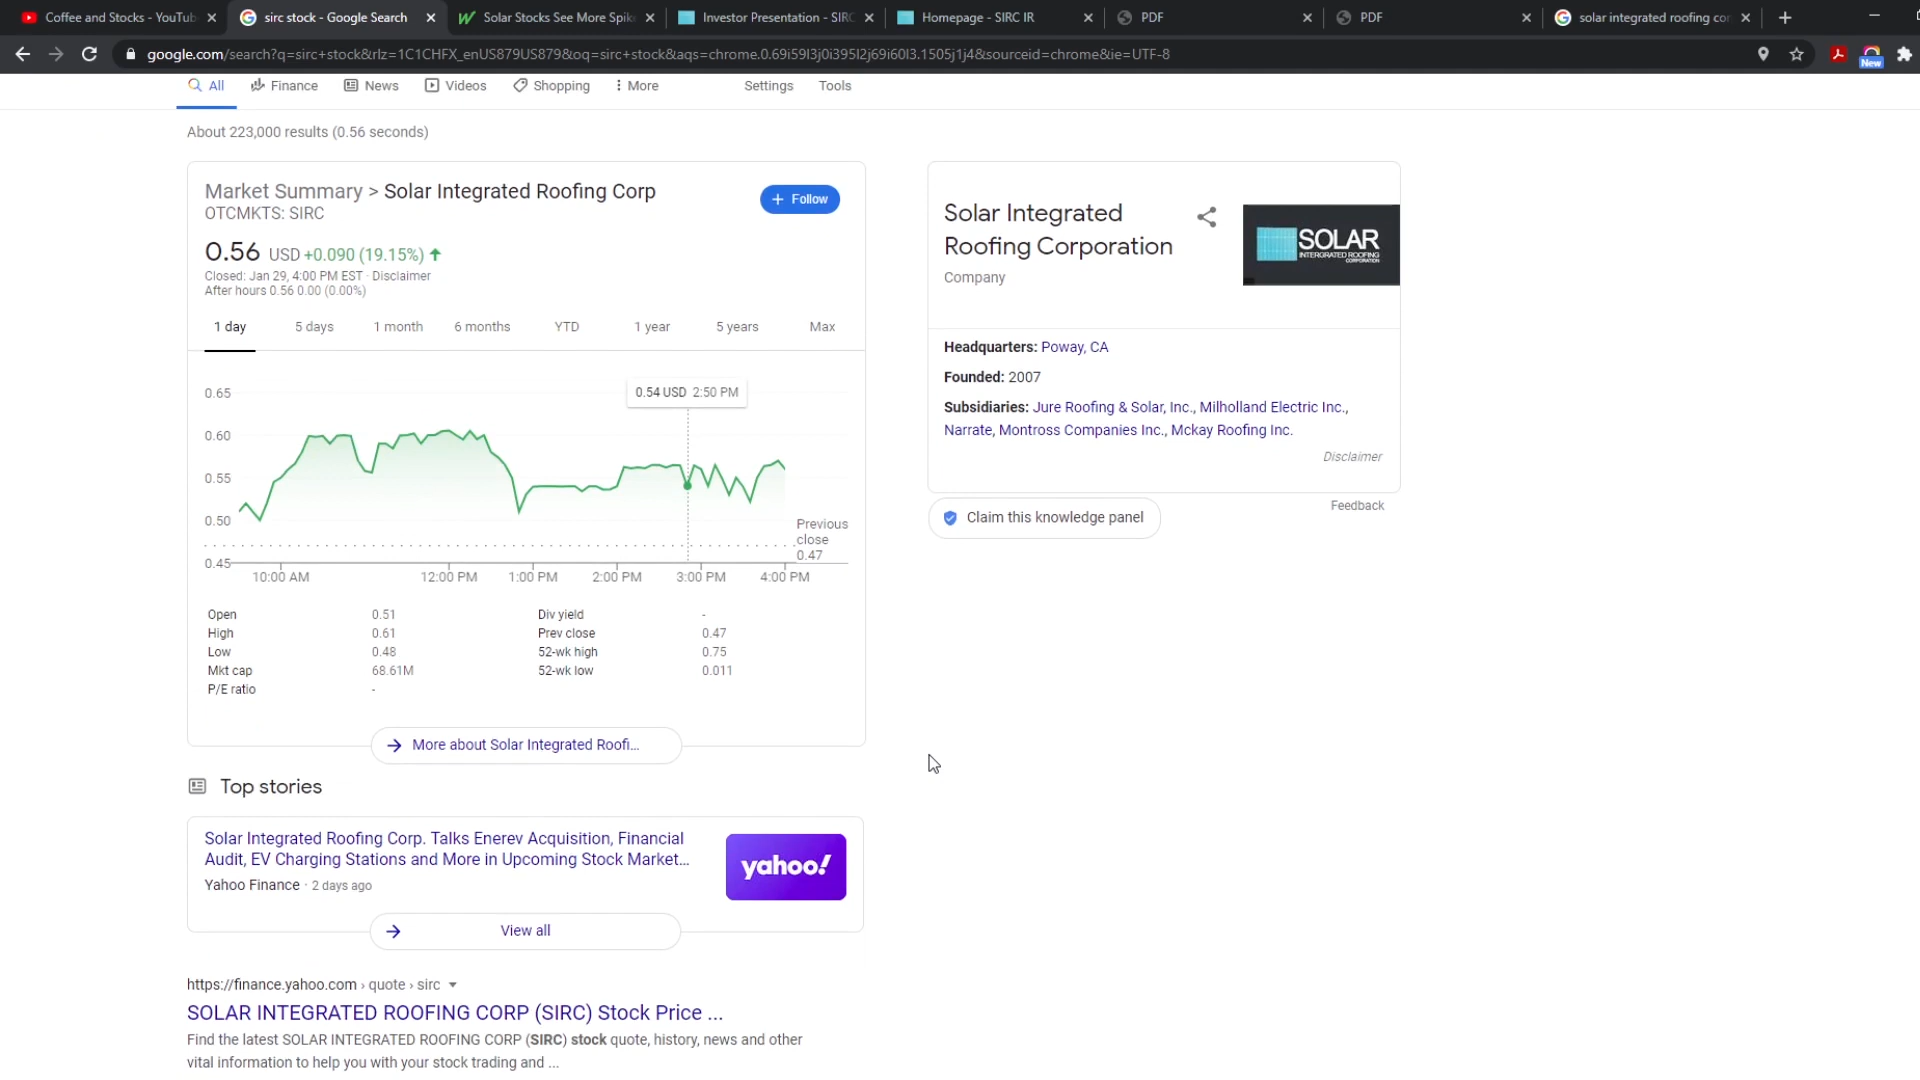 Coffee and Stocks - YouTub
sirc stock - Google Search
Solar Stocks See More Spik
Investor Presentation - SIRC
Homepage - SIRC IR
PDF
PDF
solar integrated roofing cor
google.com/search?q=sirc+stock&rlz=1C1CHFX_enUS879US879&oq=sirc+stock&aqs=chrome.0.69i59l3j0i395l2j69i60l3.1505j1j4&sourceid=chrome&ie=UTF-8
New
All
Finance
News
Videos
Shopping
More
Settings
Tools
About 223,000 results (0.56 seconds)
Market Summary > Solar Integrated Roofing Corp
OTCMKTS: SIRC
+ Follow
0.56 USD +0.090 (19.15%)
Closed: Jan 29, 4:00 PM EST · Disclaimer
After hours 0.56 0.00 (0.00%)
1 day 5 days 1 month 6 months YTD 1 year 5 years Max
0.54 USD 2:50 PM
0.65
0.60
0.55
0.50
0.45
Previous
close
0.47
10:00 AM 12:00 PM 1:00 PM 2:00 PM 3:00 PM 4:00 PM
Open 0.51 Div yield -
High 0.61 Prev close 0.47
Low 0.48 52-wk high 0.75
Mkt cap 68.61M 52-wk low 0.011
P/E ratio -
More about Solar Integrated Roofi...
Top stories
Solar Integrated Roofing Corp. Talks Enerev Acquisition, Financial
Audit, EV Charging Stations and More in Upcoming Stock Market...
Yahoo Finance · 2 days ago
yahoo!
View all
https://finance.yahoo.com › quote › sirc
SOLAR INTEGRATED ROOFING CORP (SIRC) Stock Price ...
Find the latest SOLAR INTEGRATED ROOFING CORP (SIRC) stock quote, history, news and other
vital information to help you with your stock trading and ...
Solar Integrated
Roofing Corporation
Company
SOLAR
INTERGRATED ROOFING
CORPORATION
Headquarters: Poway, CA
Founded: 2007
Subsidiaries: Jure Roofing & Solar, Inc., Milholland Electric Inc.,
Narrate, Montross Companies Inc., Mckay Roofing Inc.
Disclaimer
Feedback
Claim this knowledge panel